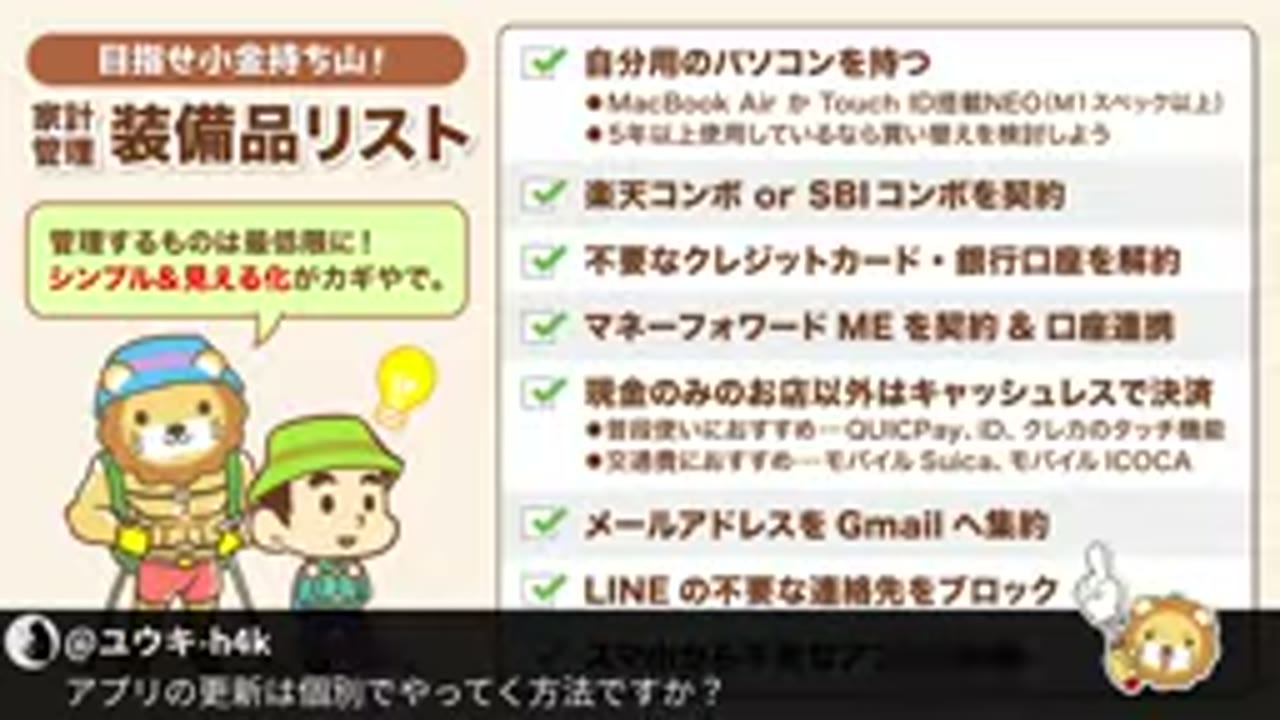 目指せ小金持ち山！
家計管理 装備品リスト
管理するものは最低限に！
シンプル&見える化がカギやで。
自分用のパソコンを持つ
●MacBook Air か Touch ID搭載NEO(M1スペック以上)
●5年以上使用しているなら買い替えを検討しよう
楽天コンボ or SBIコンボを契約
不要なクレジットカード・銀行口座を解約
マネーフォワード ME を契約 & 口座連携
現金のみのお店以外はキャッシュレスで決済
●普段使いにおすすめ…QUICPay、iD、クレカのタッチ機能
●交通費におすすめ…モバイル Suica、モバイル ICOCA
メールアドレスを Gmail へ集約
LINE の不要な連絡先をブロック
@ユウキ-h4k
アプリの更新は個別でやってく方法ですか？